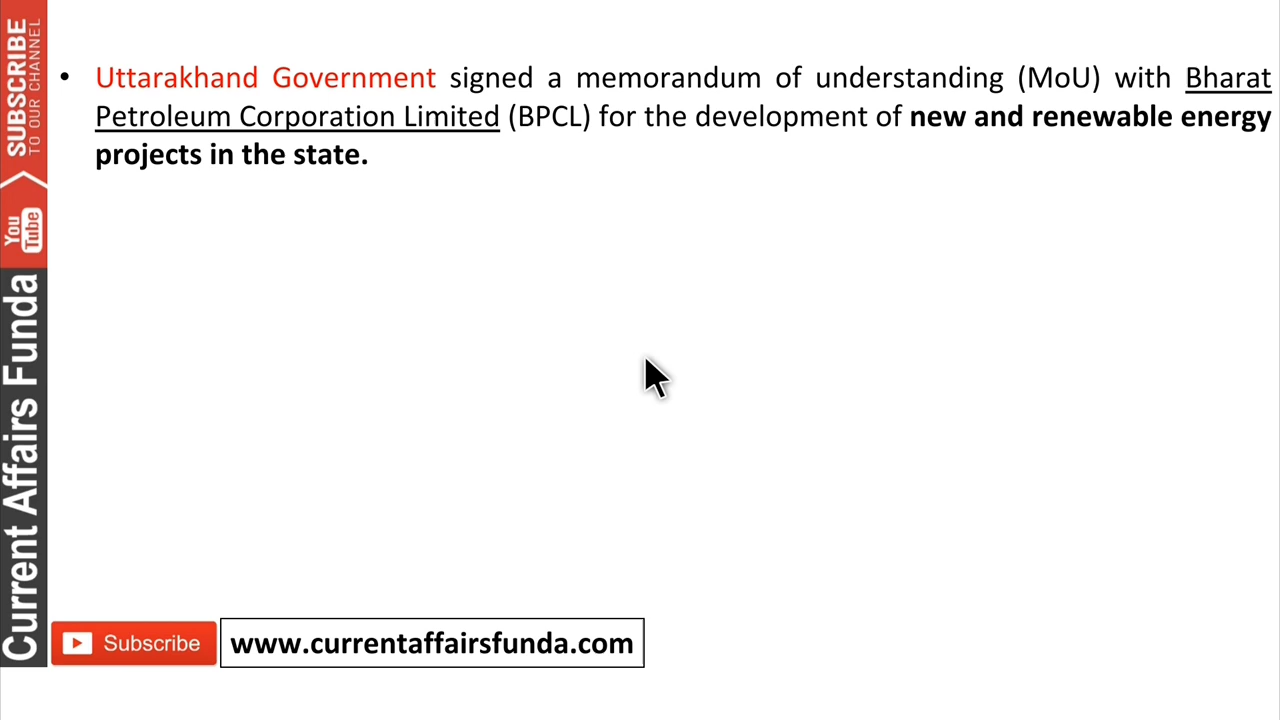 • Uttarakhand Government signed a memorandum of understanding (MoU) with Bharat
Petroleum Corporation Limited (BPCL) for the development of new and renewable energy
projects in the state.
SUBSCRIBE
TO OUR CHANNEL
You
Tube
Current Affairs Funda
Subscribe
www.currentaffairsfunda.com